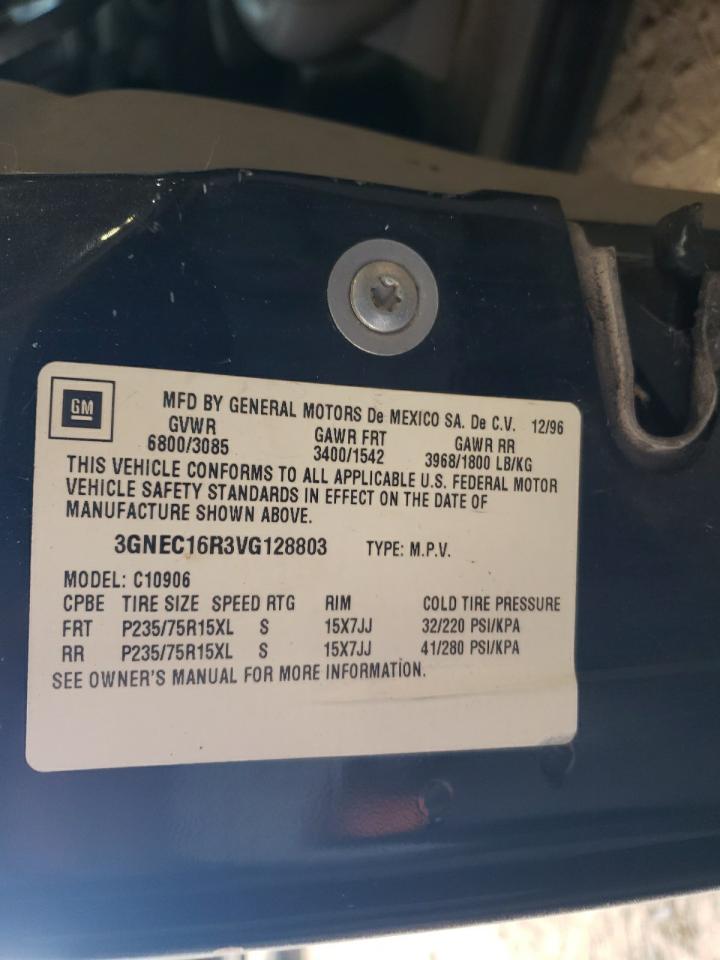 GM
MFD BY GENERAL MOTORS De MEXICO SA. De C.V. 12/96
GVWR GAWR FRT GAWR RR
6800/3085 3400/1542 3968/1800 LB/KG
THIS VEHICLE CONFORMS TO ALL APPLICABLE U.S. FEDERAL MOTOR
VEHICLE SAFETY STANDARDS IN EFFECT ON THE DATE OF
MANUFACTURE SHOWN ABOVE.
3GNEC16R3VG128803 TYPE: M.P.V.
MODEL: C10906
CPBE TIRE SIZE SPEED RTG RIM COLD TIRE PRESSURE
FRT P235/75R15XL S 15X7JJ 32/220 PSI/KPA
RR P235/75R15XL S 15X7JJ 41/280 PSI/KPA
SEE OWNER'S MANUAL FOR MORE INFORMATION.